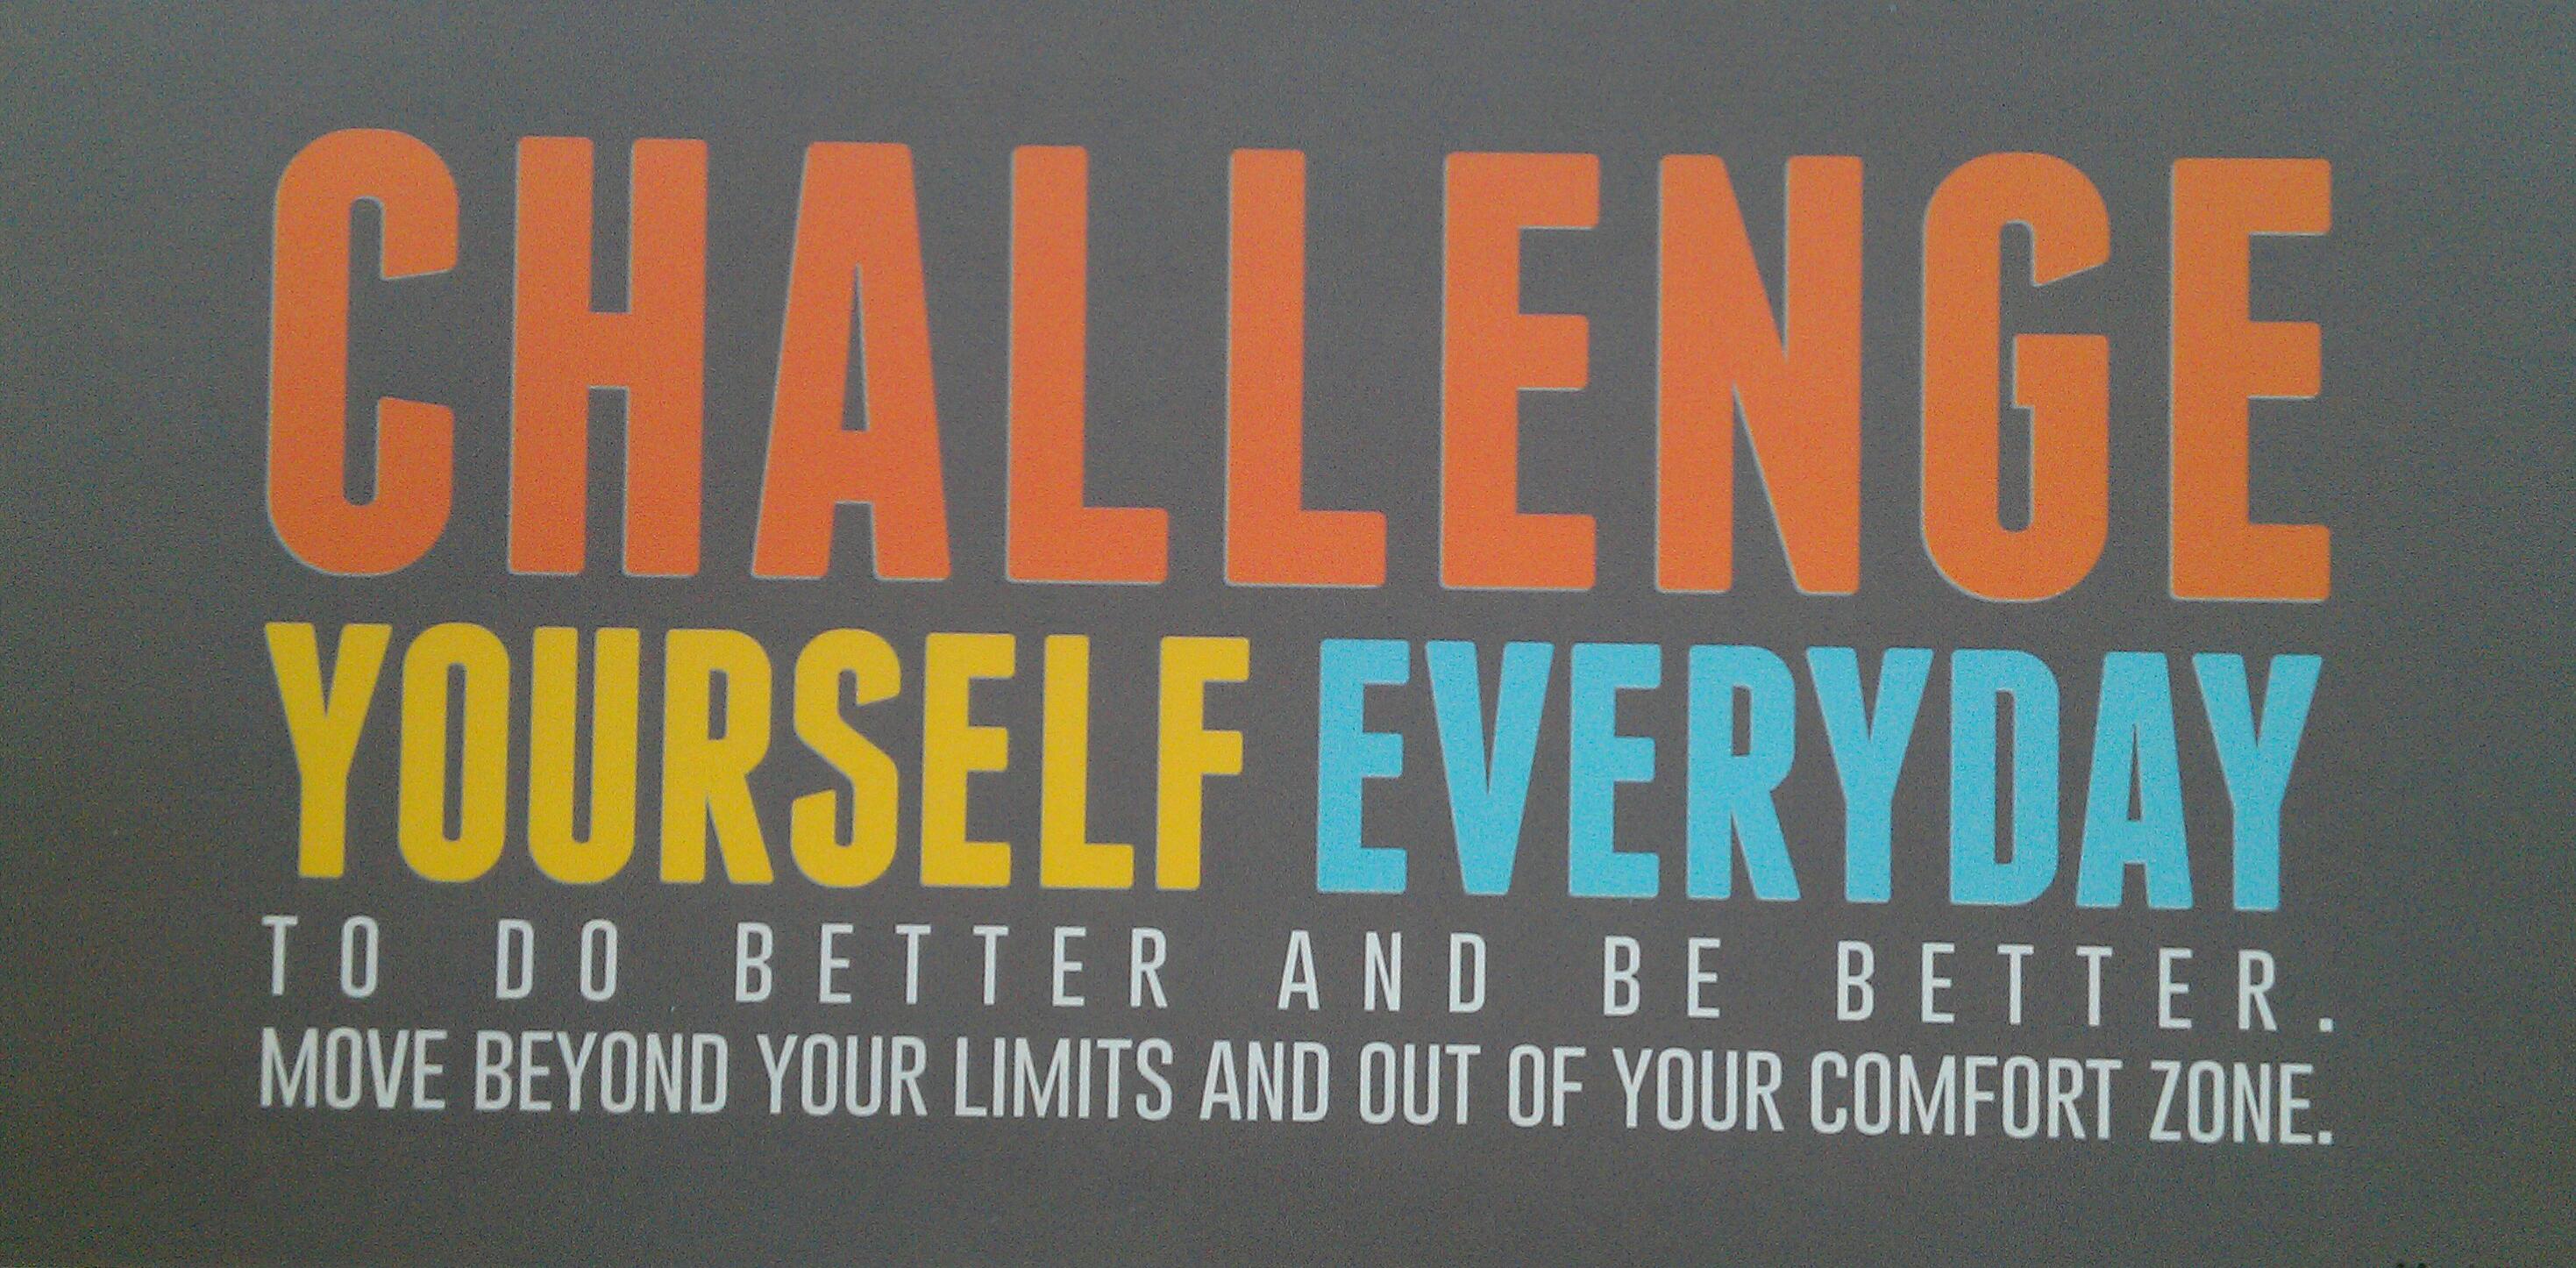 CHALLENGE
YOURSELF EVERYDAY
TO DO BETTER AND BE BETTER.
MOVE BEYOND YOUR LIMITS AND OUT OF YOUR COMFORT ZONE.